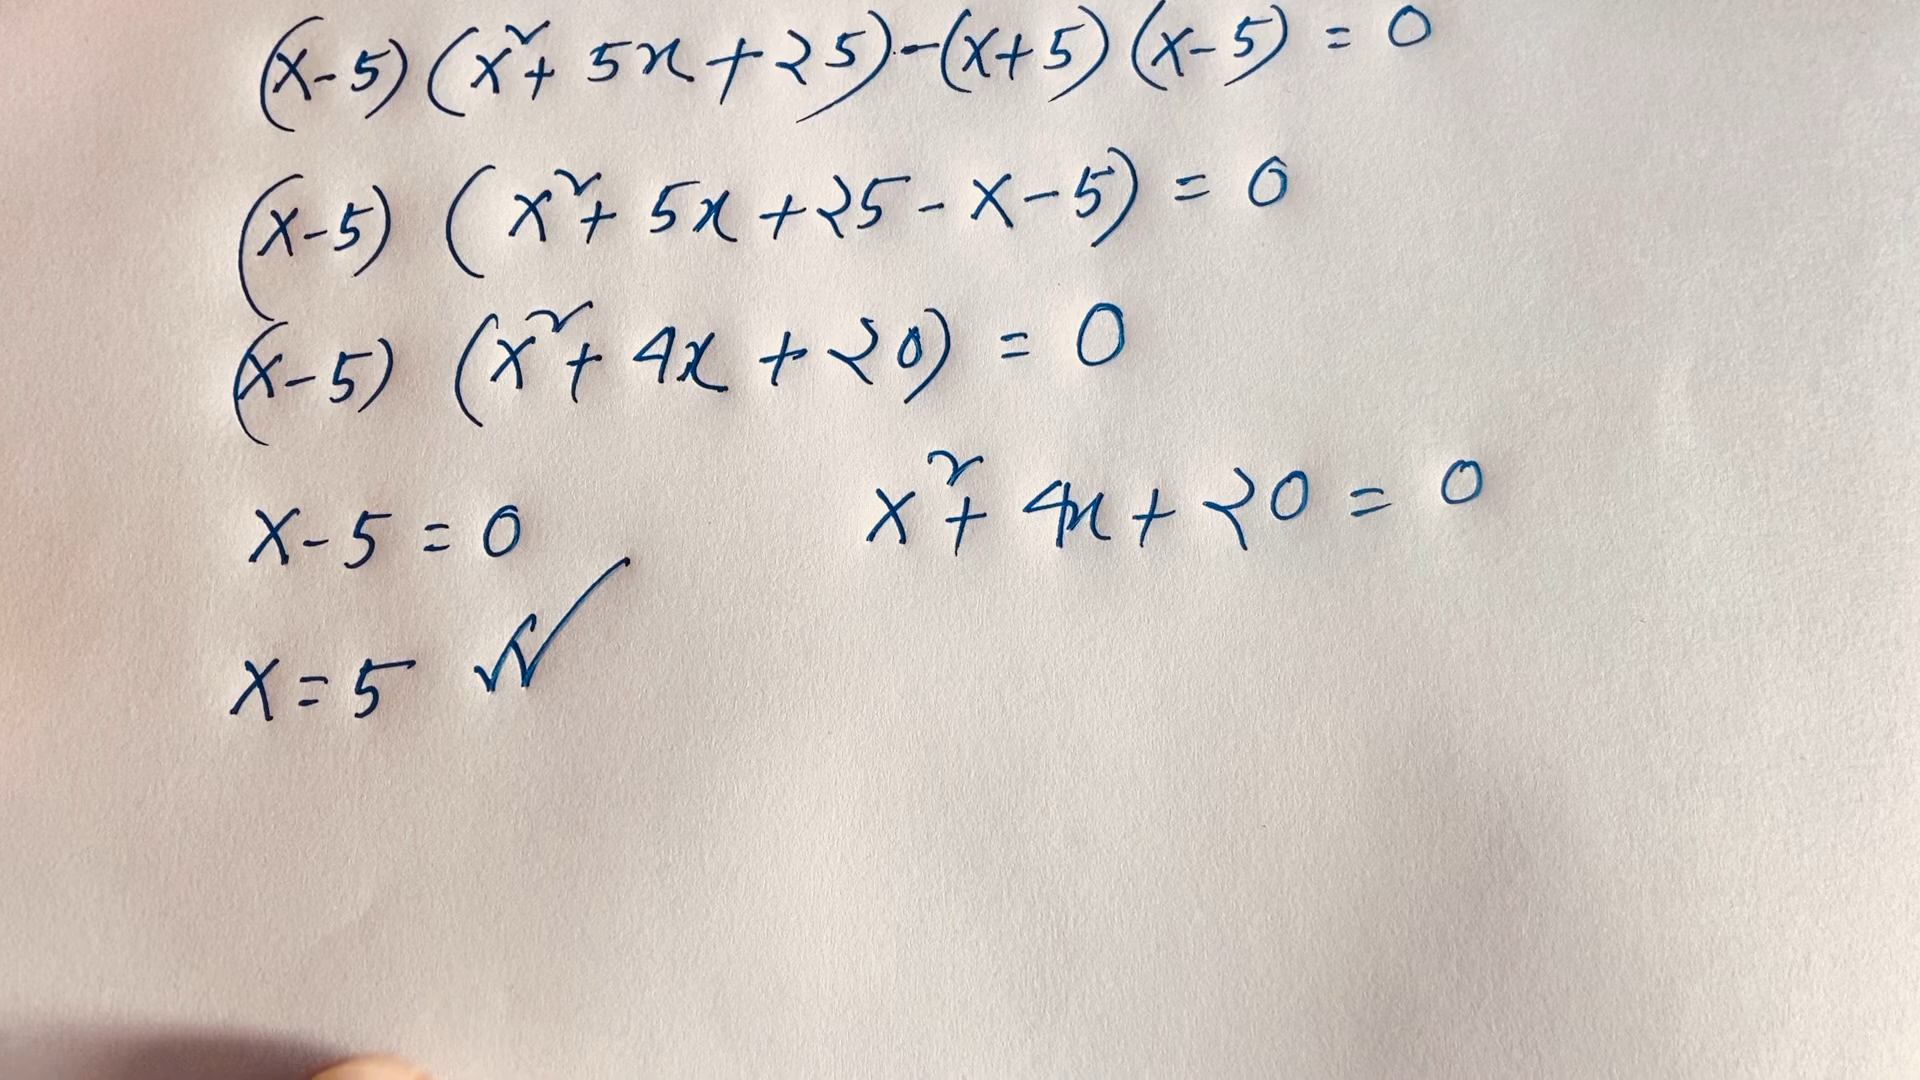 (x-5) (x²+ 5x + 25) - (x+5) (x-5) = 0
(x-5) (x²+ 5x + 25 - x - 5) = 0
(x-5) (x²+ 4x + 20) = 0
x-5 = 0 x²+ 4x + 20 = 0
x = 5 ✓